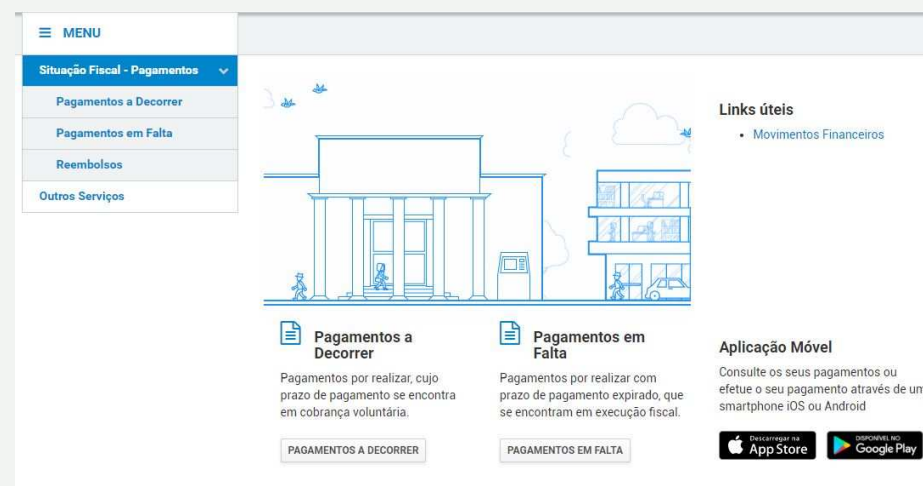 MENU
Situação Fiscal - Pagamentos
Pagamentos a Decorrer
Pagamentos em Falta
Reembolsos
Outros Serviços
Links úteis
Movimentos Financeiros
Pagamentos a
Decorrer
Pagamentos por realizar, cujo
prazo de pagamento se encontra
em cobrança voluntária.
PAGAMENTOS A DECORRER
Pagamentos em
Falta
Pagamentos por realizar com
prazo de pagamento expirado, que
se encontram em execução fiscal.
PAGAMENTOS EM FALTA
Aplicação Móvel
Consulte os seus pagamentos ou
efetue o seu pagamento através de um
smartphone iOS ou Android
Descarregar na
App Store
DISPONÍVEL NO
Google Play